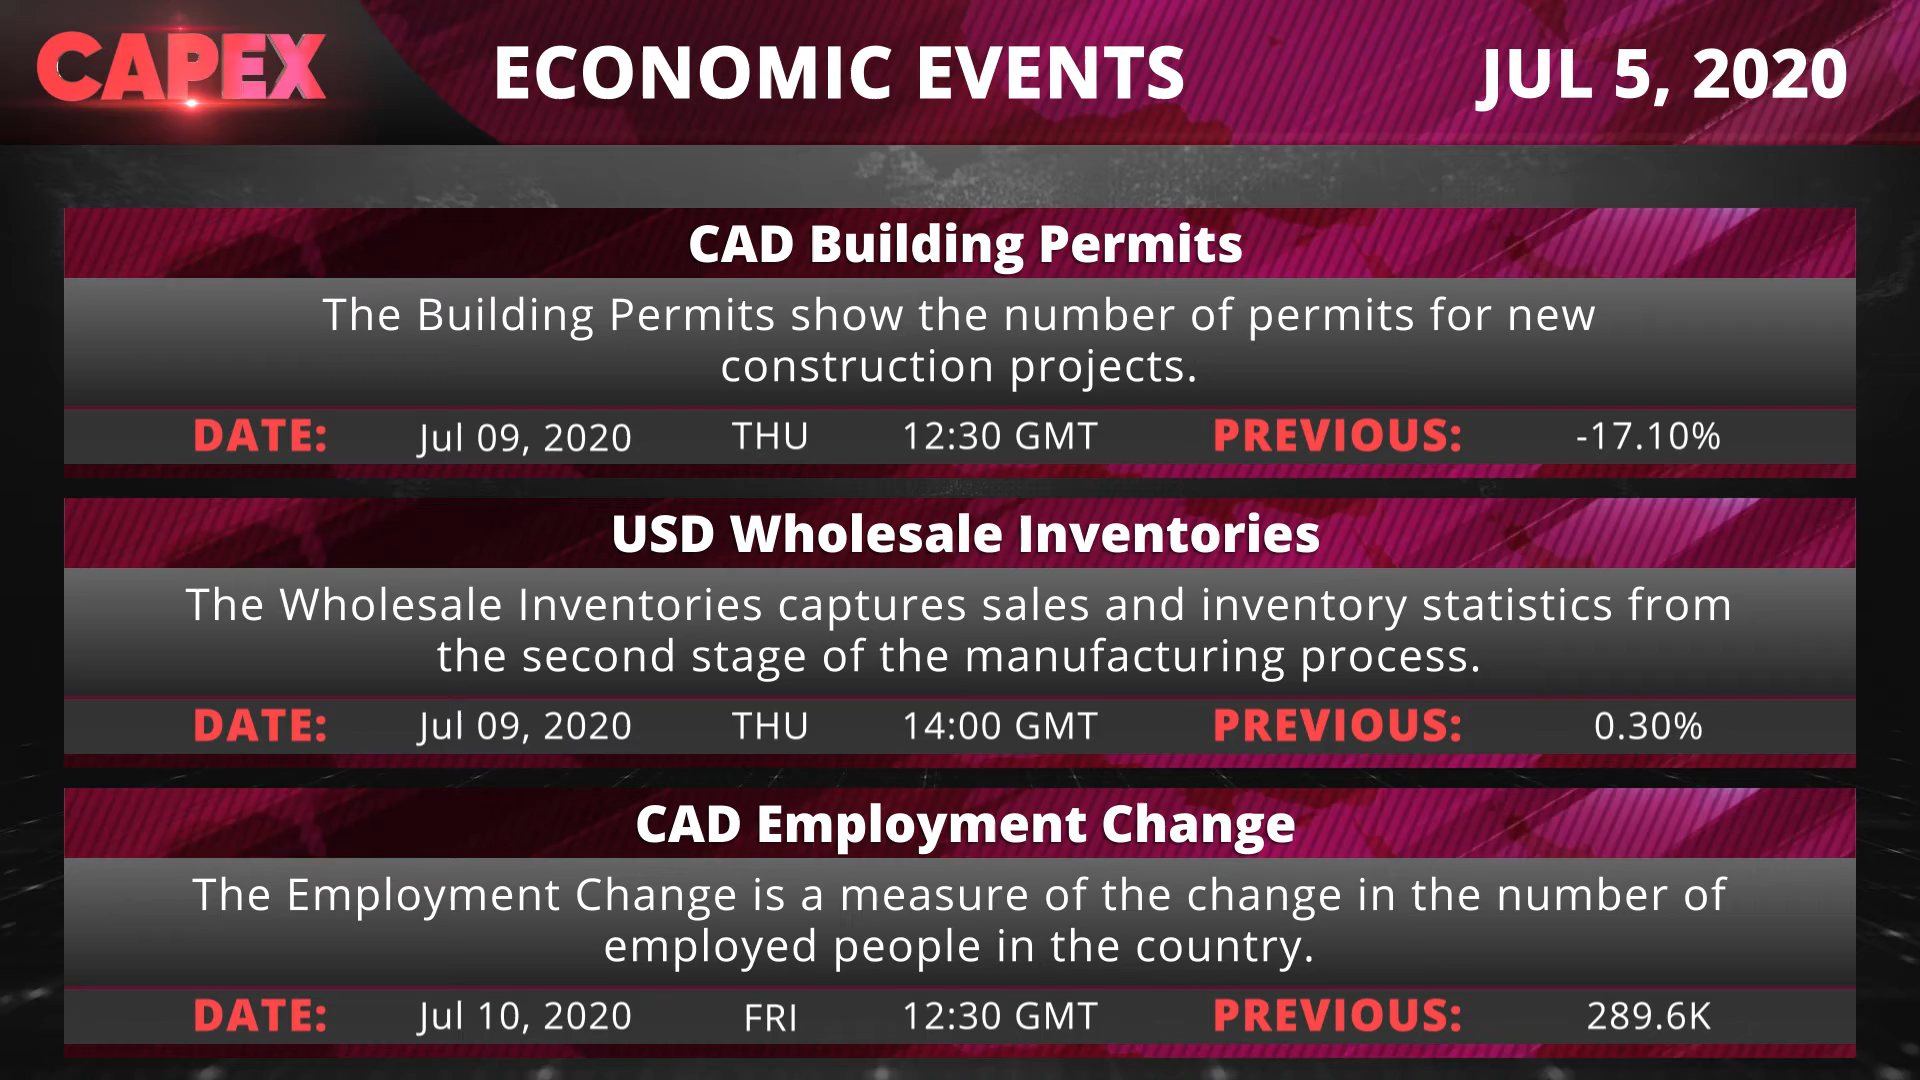 CAPEX
ECONOMIC EVENTS
JUL 5, 2020
CAD Building Permits
The Building Permits show the number of permits for new
construction projects.
DATE: Jul 09, 2020 THU 12:30 GMT PREVIOUS: -17.10%
USD Wholesale Inventories
The Wholesale Inventories captures sales and inventory statistics from
the second stage of the manufacturing process.
DATE: Jul 09, 2020 THU 14:00 GMT PREVIOUS: 0.30%
CAD Employment Change
The Employment Change is a measure of the change in the number of
employed people in the country.
DATE: Jul 10, 2020 FRI 12:30 GMT PREVIOUS: 289.6K